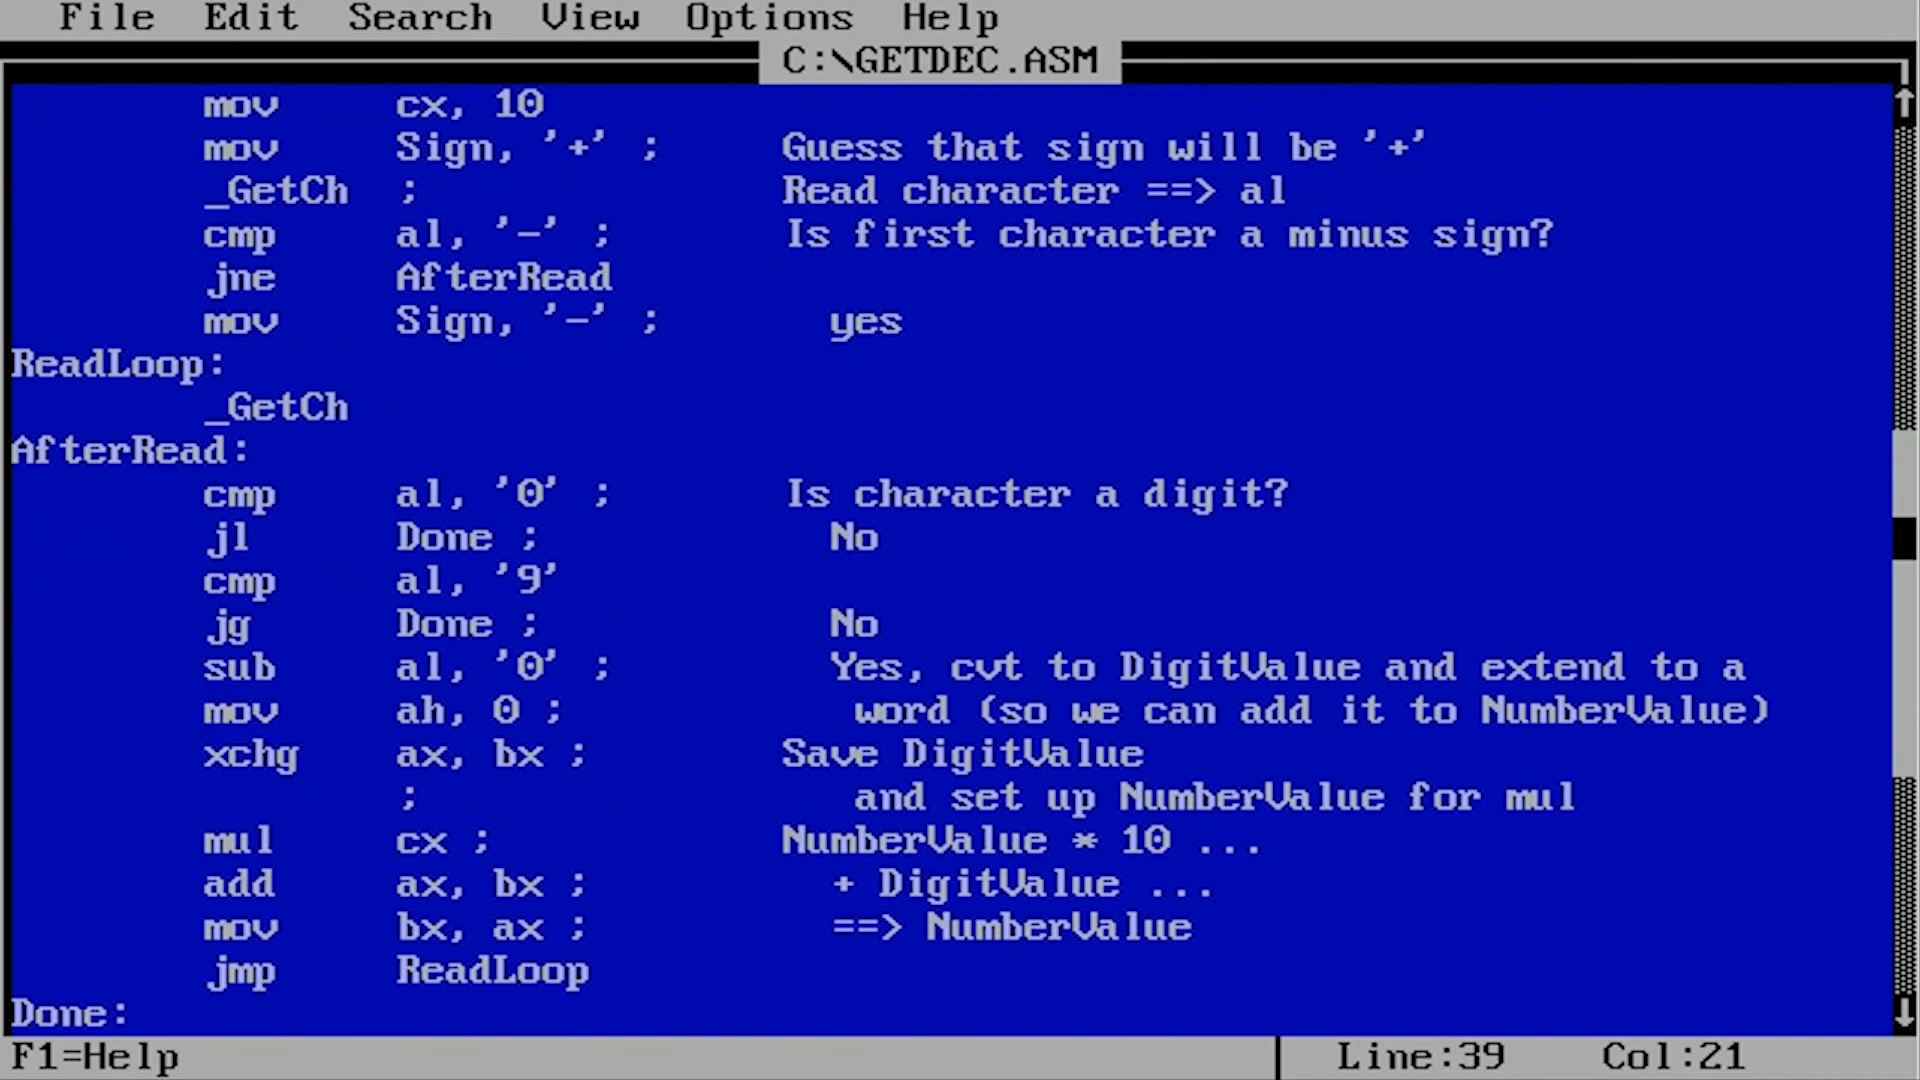 File Edit Search View Options Help
C:\GETDEC.ASM
mov cx, 10
mov Sign, '+' ; Guess that sign will be '+'
_GetCh ; Read character ==> al
cmp al, '-' ; Is first character a minus sign?
jne AfterRead
mov Sign, '-' ; yes
ReadLoop:
_GetCh
AfterRead:
cmp al, '0' ; Is character a digit?
jl Done ; No
cmp al, '9'
jg Done ; No
sub al, '0' ; Yes, cvt to DigitValue and extend to a
mov ah, 0 ; word (so we can add it to NumberValue)
xchg ax, bx ; Save DigitValue
; and set up NumberValue for mul
mul cx ; NumberValue * 10 ...
add ax, bx ; + DigitValue ...
mov bx, ax ; ==> NumberValue
jmp ReadLoop
Done:
F1=Help Line:39 Col:21